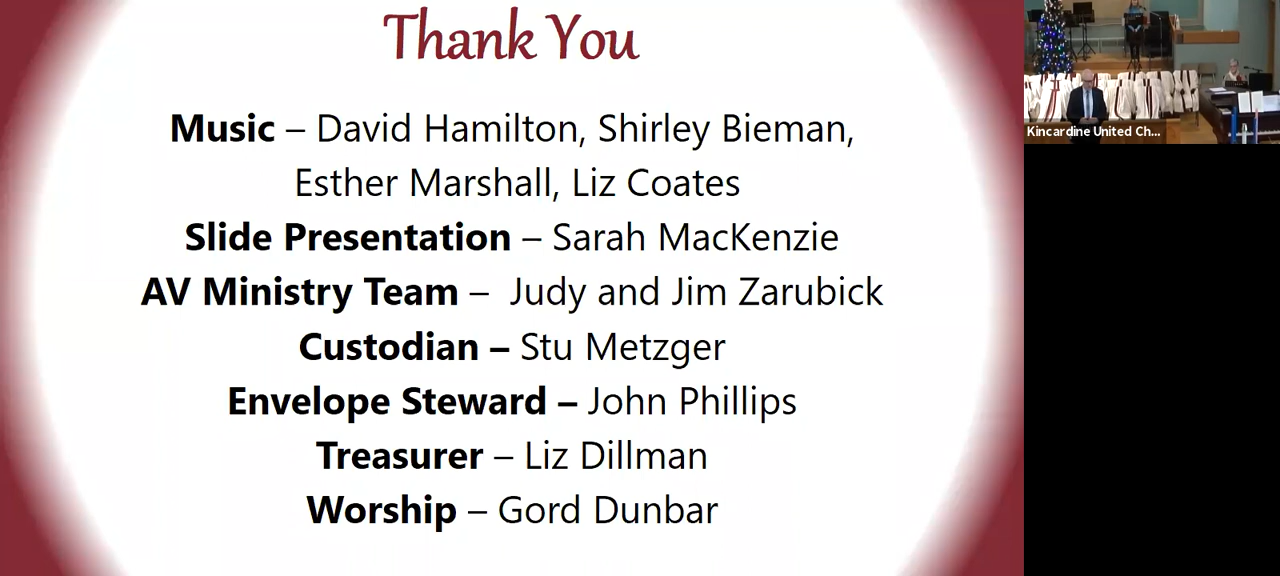 Thank You
Music – David Hamilton, Shirley Bieman,
Esther Marshall, Liz Coates
Slide Presentation – Sarah MacKenzie
AV Ministry Team – Judy and Jim Zarubick
Custodian – Stu Metzger
Envelope Steward – John Phillips
Treasurer – Liz Dillman
Worship – Gord Dunbar
Kincardine United Ch...